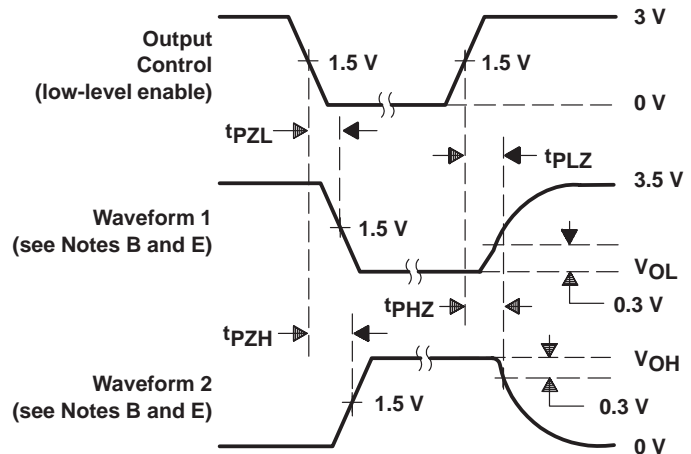 3 V
Output
Control
(low-level enable)
1.5 V
1.5 V
0 V
tPZL
tPLZ
3.5 V
Waveform 1
(see Notes B and E)
1.5 V
VOL
0.3 V
tPHZ
tPZH
VOH
Waveform 2
(see Notes B and E)
1.5 V
0.3 V
0 V